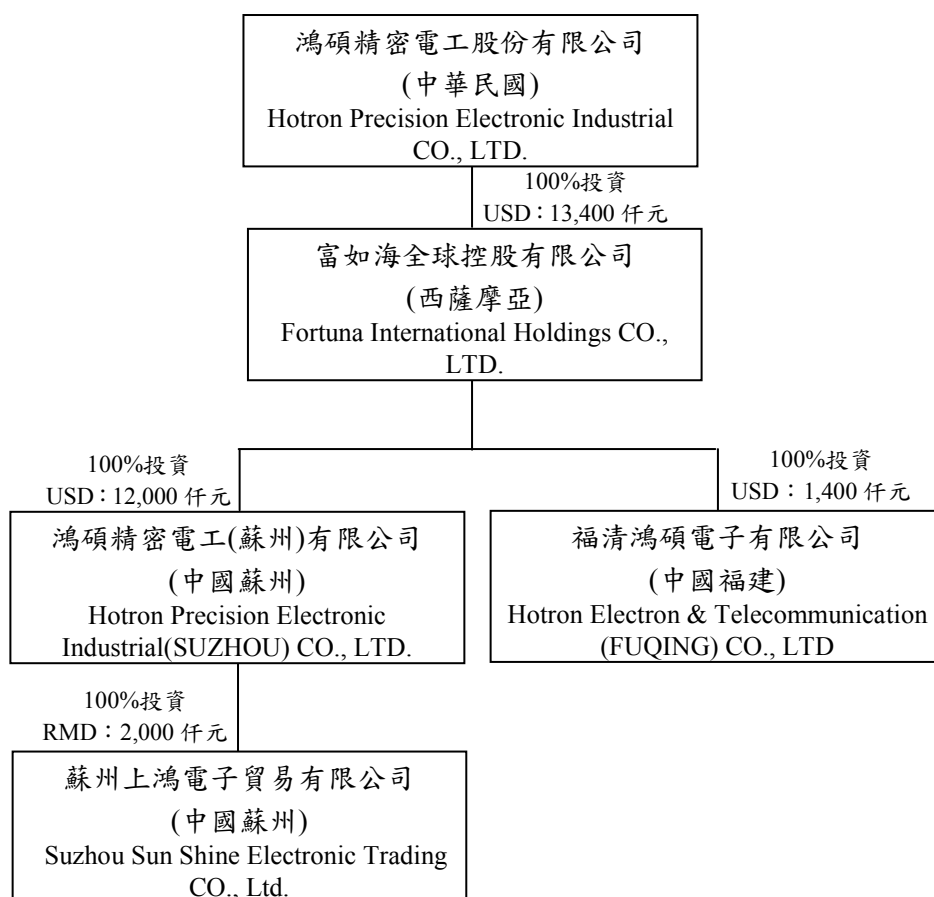 鴻碩精密電工股份有限公司
(中華民國)
Hotron Precision Electronic Industrial
CO., LTD.
100%投資
USD：13,400 仟元
富如海全球控股有限公司
(西薩摩亞)
Fortuna International Holdings CO.,
LTD.
100%投資
USD：12,000 仟元
鴻碩精密電工(蘇州)有限公司
(中國蘇州)
Hotron Precision Electronic
Industrial(SUZHOU) CO., LTD.
100%投資
USD：1,400 仟元
福清鴻碩電子有限公司
(中國福建)
Hotron Electron & Telecommunication
(FUQING) CO., LTD
100%投資
RMD：2,000 仟元
蘇州上鴻電子貿易有限公司
(中國蘇州)
Suzhou Sun Shine Electronic Trading
CO., Ltd.